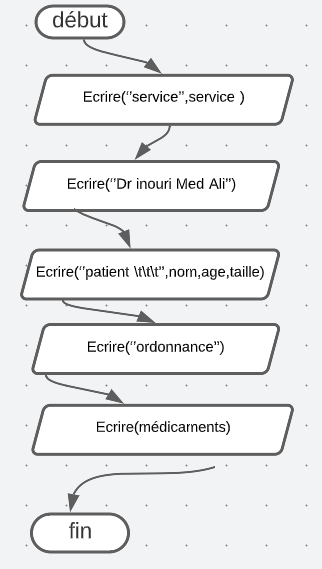 début
Ecrire(‘’service’’,service )
Ecrire(‘’Dr inouri Med Ali’’)
Ecrire(‘’patient \t\t\t’’,nom,age,taille)
Ecrire(‘’ordonnance’’)
Ecrire(médicaments)
fin